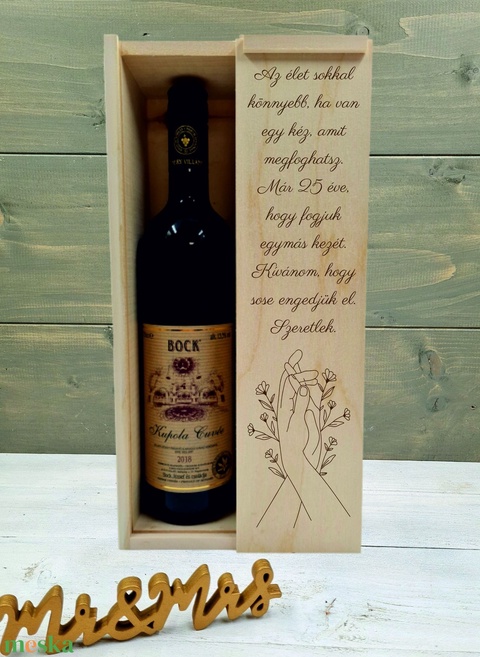 Az élet sokkal
könnyebb, ha van
egy kéz, amit
megfoghatsz.
Már 25 éve,
hogy fogjuk
egymás kezét.
Kívánom, hogy
sose engedjük el.
Szeretlek.
BOCK
Kupola Cuvée
2018
Mr&Mrs
meska